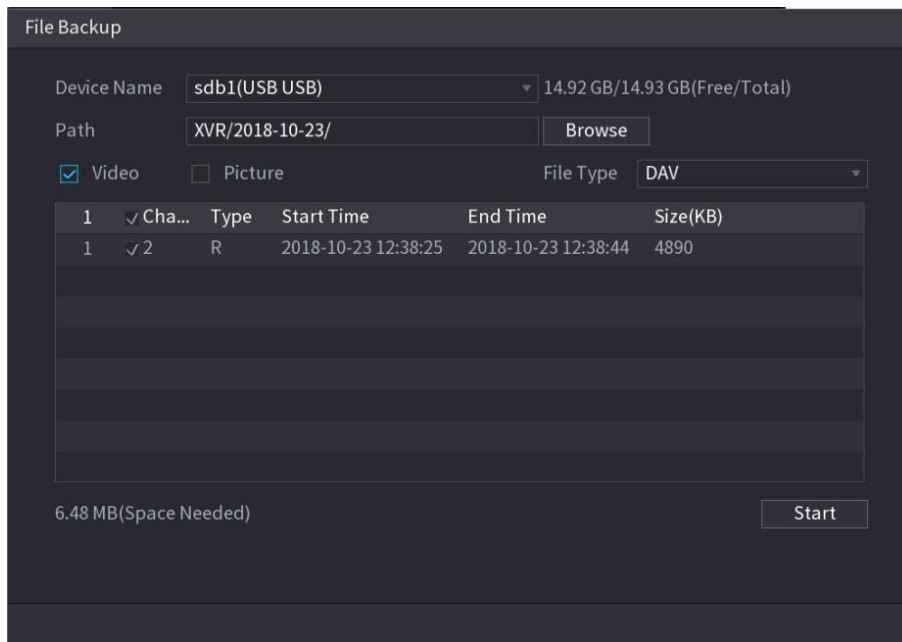 File Backup
Device Name sdb1(USB USB) 14.92 GB/14.93 GB(Free/Total)
Path XVR/2018-10-23/ Browse
Video Picture File Type DAV
1 Cha... Type Start Time End Time Size(KB)
1 2 R 2018-10-23 12:38:25 2018-10-23 12:38:44 4890
6.48 MB(Space Needed) Start